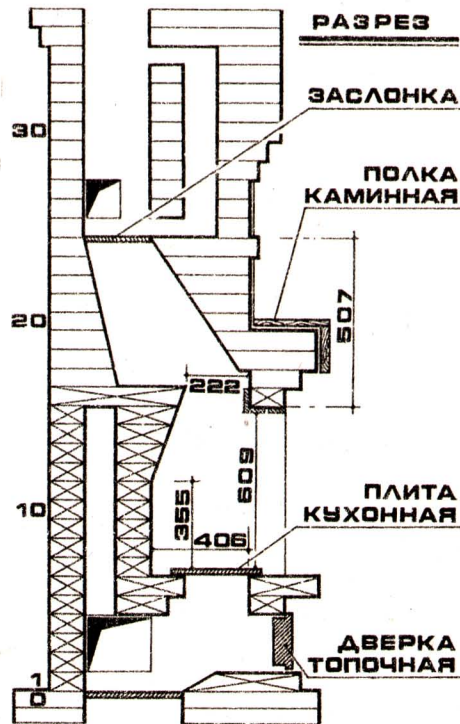 РАЗРЕЗ
ЗАСЛОНКА
30
ПОЛКА
КАМИННАЯ
20
507
222
609
10
355
406
ПЛИТА
КУХОННАЯ
ДВЕРКА
ТОПОЧНАЯ
1
0